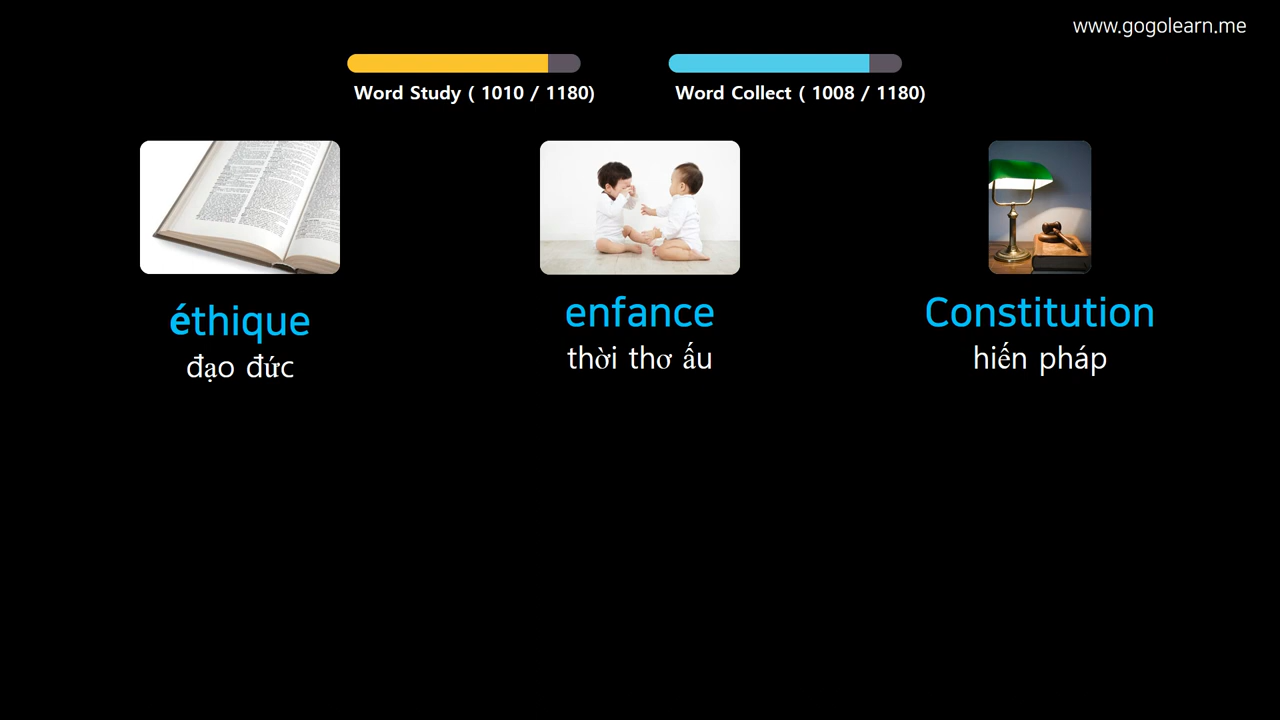 www.gogolearn.me
Word Study ( 1010 / 1180)
Word Collect ( 1008 / 1180)
éthique
đạo đức
enfance
thời thơ ấu
Constitution
hiến pháp